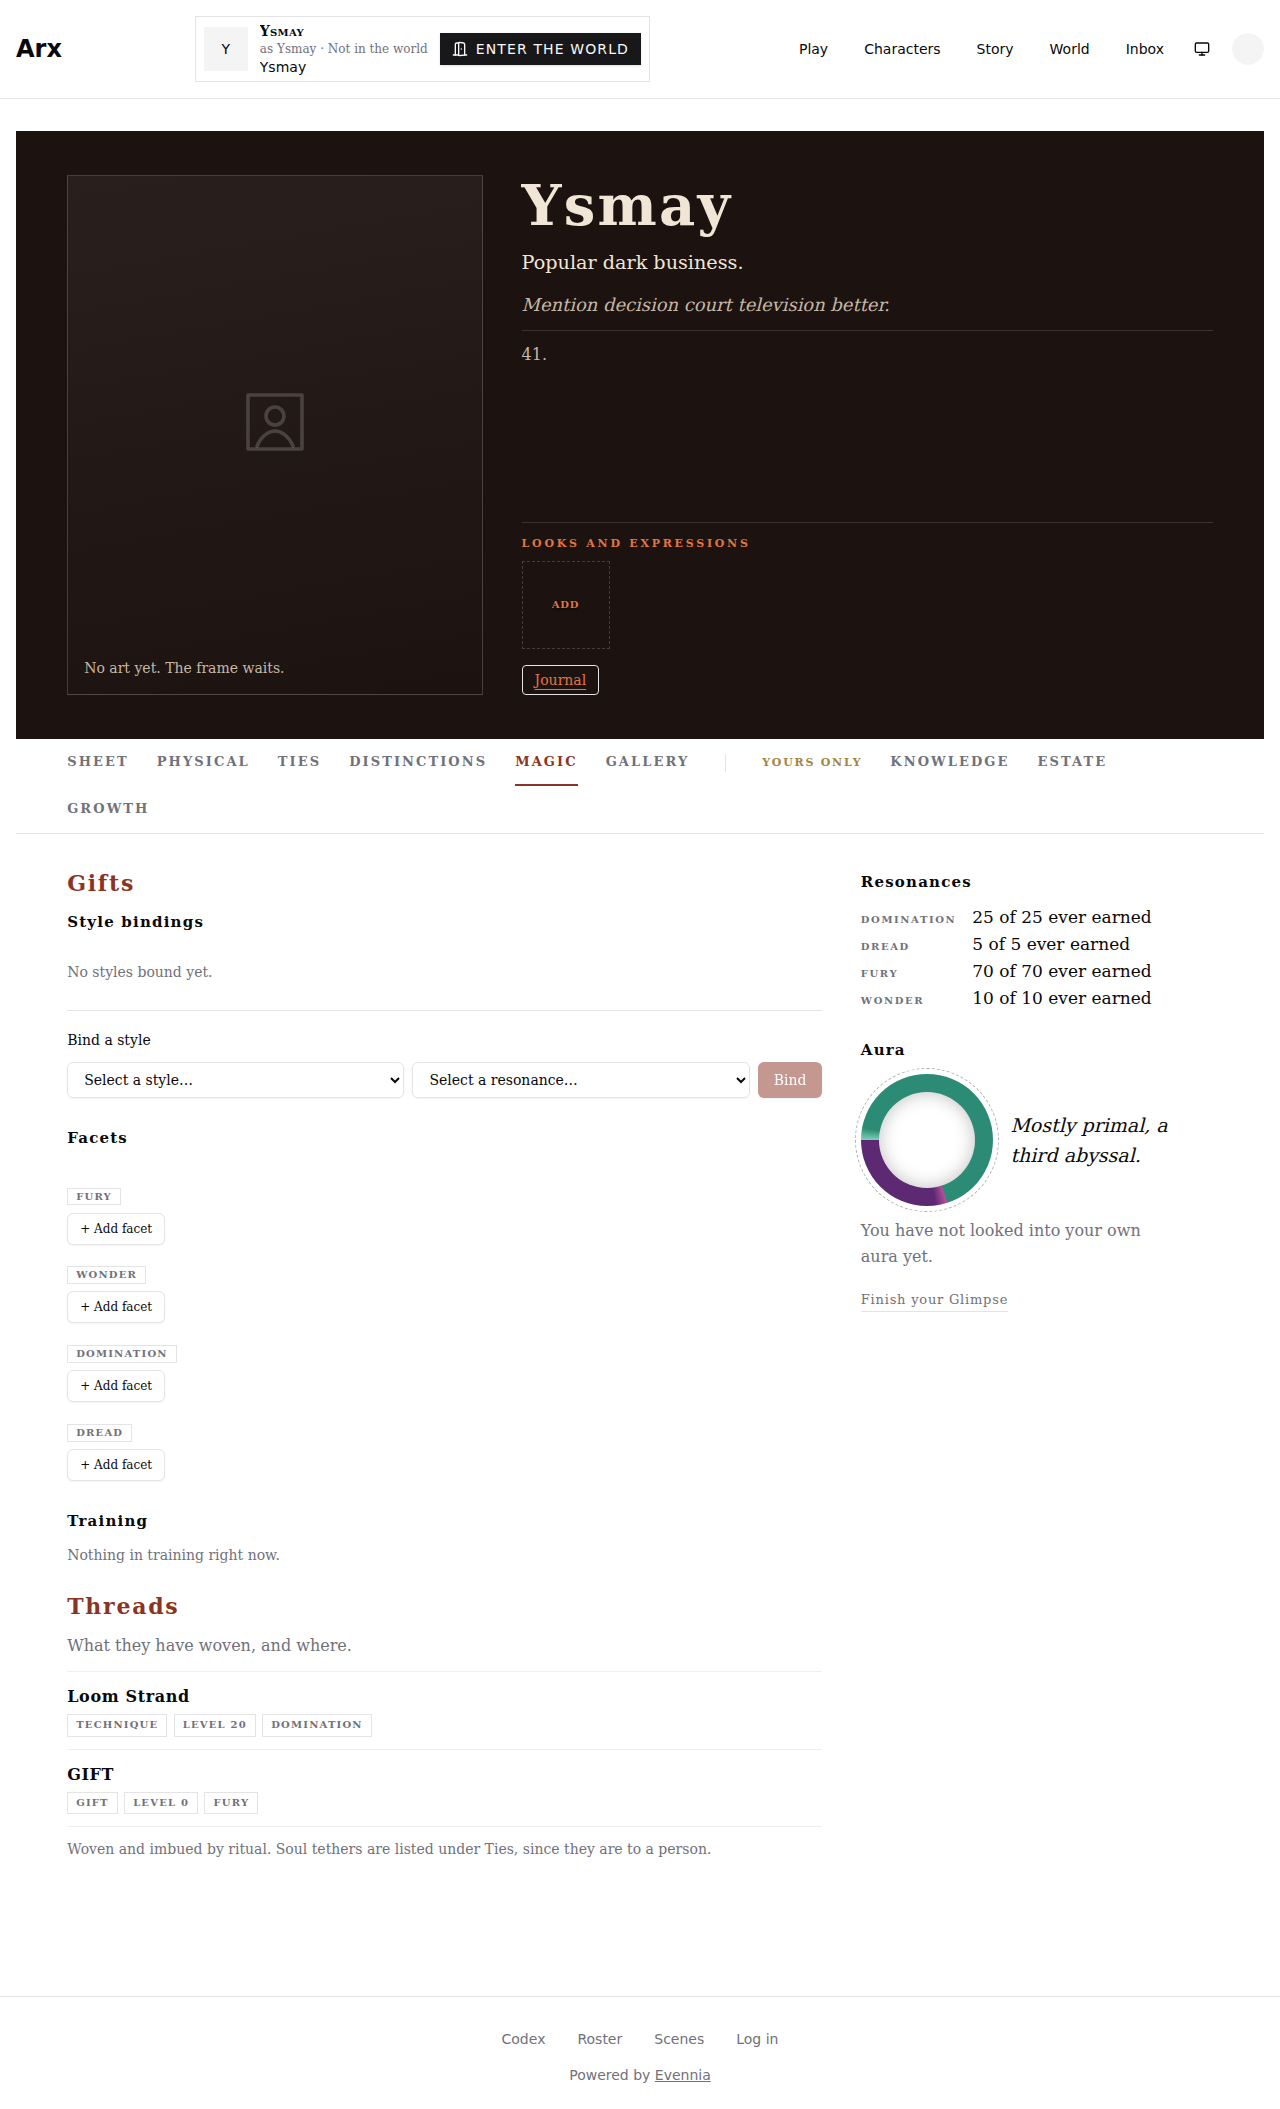 Arx
Y
Ysmay
as Ysmay · Not in the world
Ysmay
ENTER THE WORLD
Play
Characters
Story
World
Inbox
Ysmay
Popular dark business.
Mention decision court television better.
41.
LOOKS AND EXPRESSIONS
ADD
Journal
No art yet. The frame waits.
SHEET
PHYSICAL
TIES
DISTINCTIONS
MAGIC
GALLERY
YOURS ONLY
KNOWLEDGE
ESTATE
GROWTH
Gifts
Style bindings
No styles bound yet.
Bind a style
Select a style...
Select a resonance...
Bind
Facets
FURY
+ Add facet
WONDER
+ Add facet
DOMINATION
+ Add facet
DREAD
+ Add facet
Training
Nothing in training right now.
Threads
What they have woven, and where.
Loom Strand
TECHNIQUE
LEVEL 20
DOMINATION
GIFT
GIFT
LEVEL 0
FURY
Woven and imbued by ritual. Soul tethers are listed under Ties, since they are to a person.
Resonances
DOMINATION 25 of 25 ever earned
DREAD 5 of 5 ever earned
FURY 70 of 70 ever earned
WONDER 10 of 10 ever earned
Aura
Mostly primal, a
third abyssal.
You have not looked into your own
aura yet.
Finish your Glimpse
Codex
Roster
Scenes
Log in
Powered by Evennia